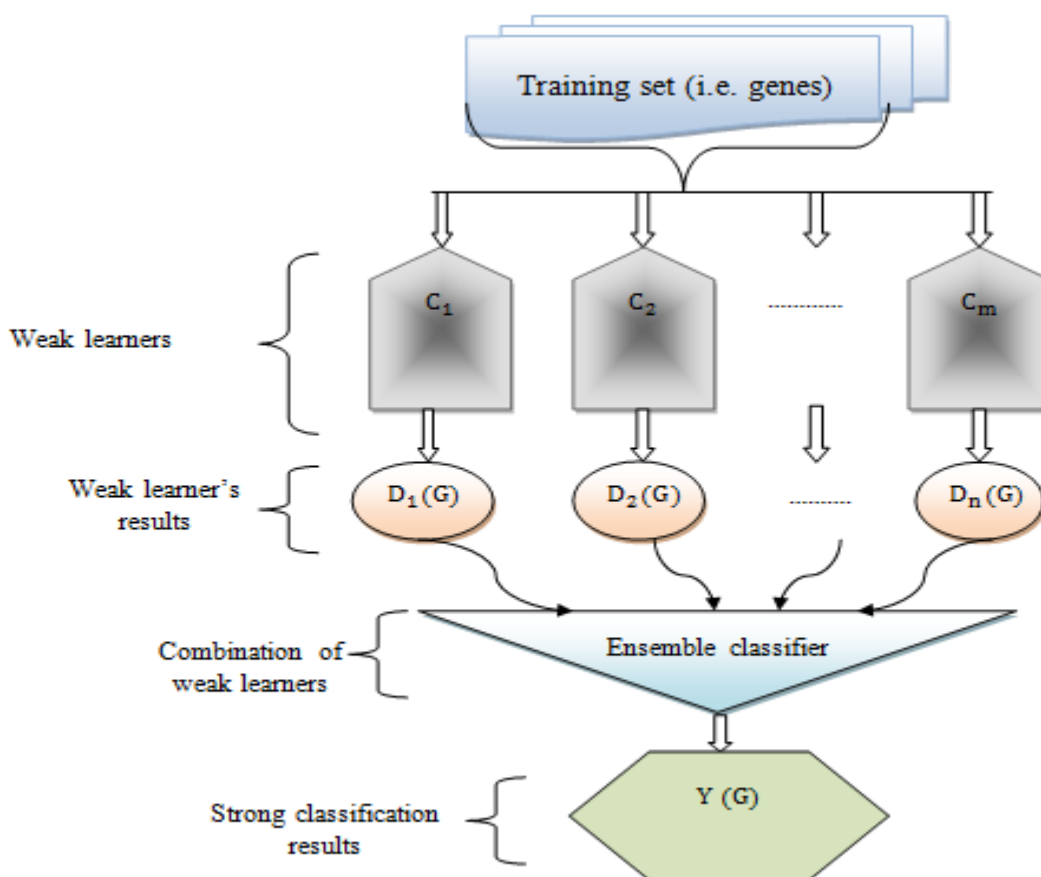 Training set (i.e. genes)
Weak learners
C₁
C₂
..............
Cₘ
Weak learner's
results
D₁(G)
D₂(G)
............
Dₙ(G)
Combination of
weak learners
Ensemble classifier
Strong classification
results
Y (G)